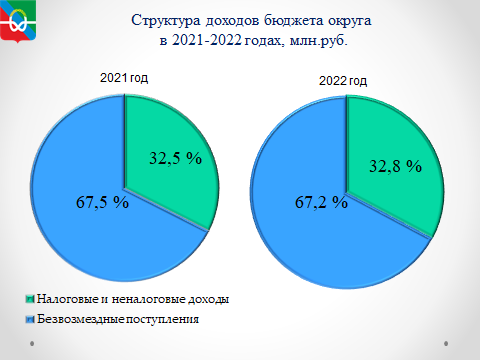 Структура доходов бюджета округа
в 2021-2022 годах, млн.руб.
2021 год
2022 год
32,5 %
67,5 %
32,8 %
67,2 %
Налоговые и неналоговые доходы
Безвозмездные поступления